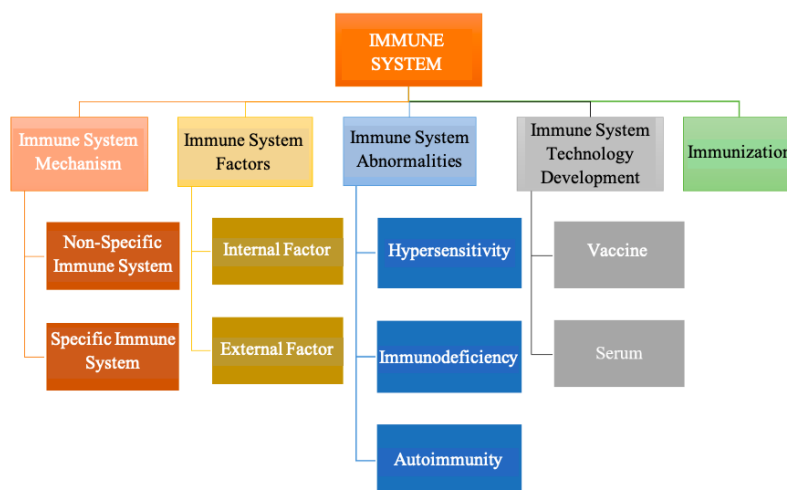 IMMUNE
SYSTEM
Immune System
Mechanism
Immune System
Factors
Immune System
Abnormalities
Immune System
Technology
Development
Immunization
Non-Specific
Immune System
Internal Factor
Hypersensitivity
Vaccine
Specific Immune
System
External Factor
Immunodeficiency
Serum
Autoimmunity